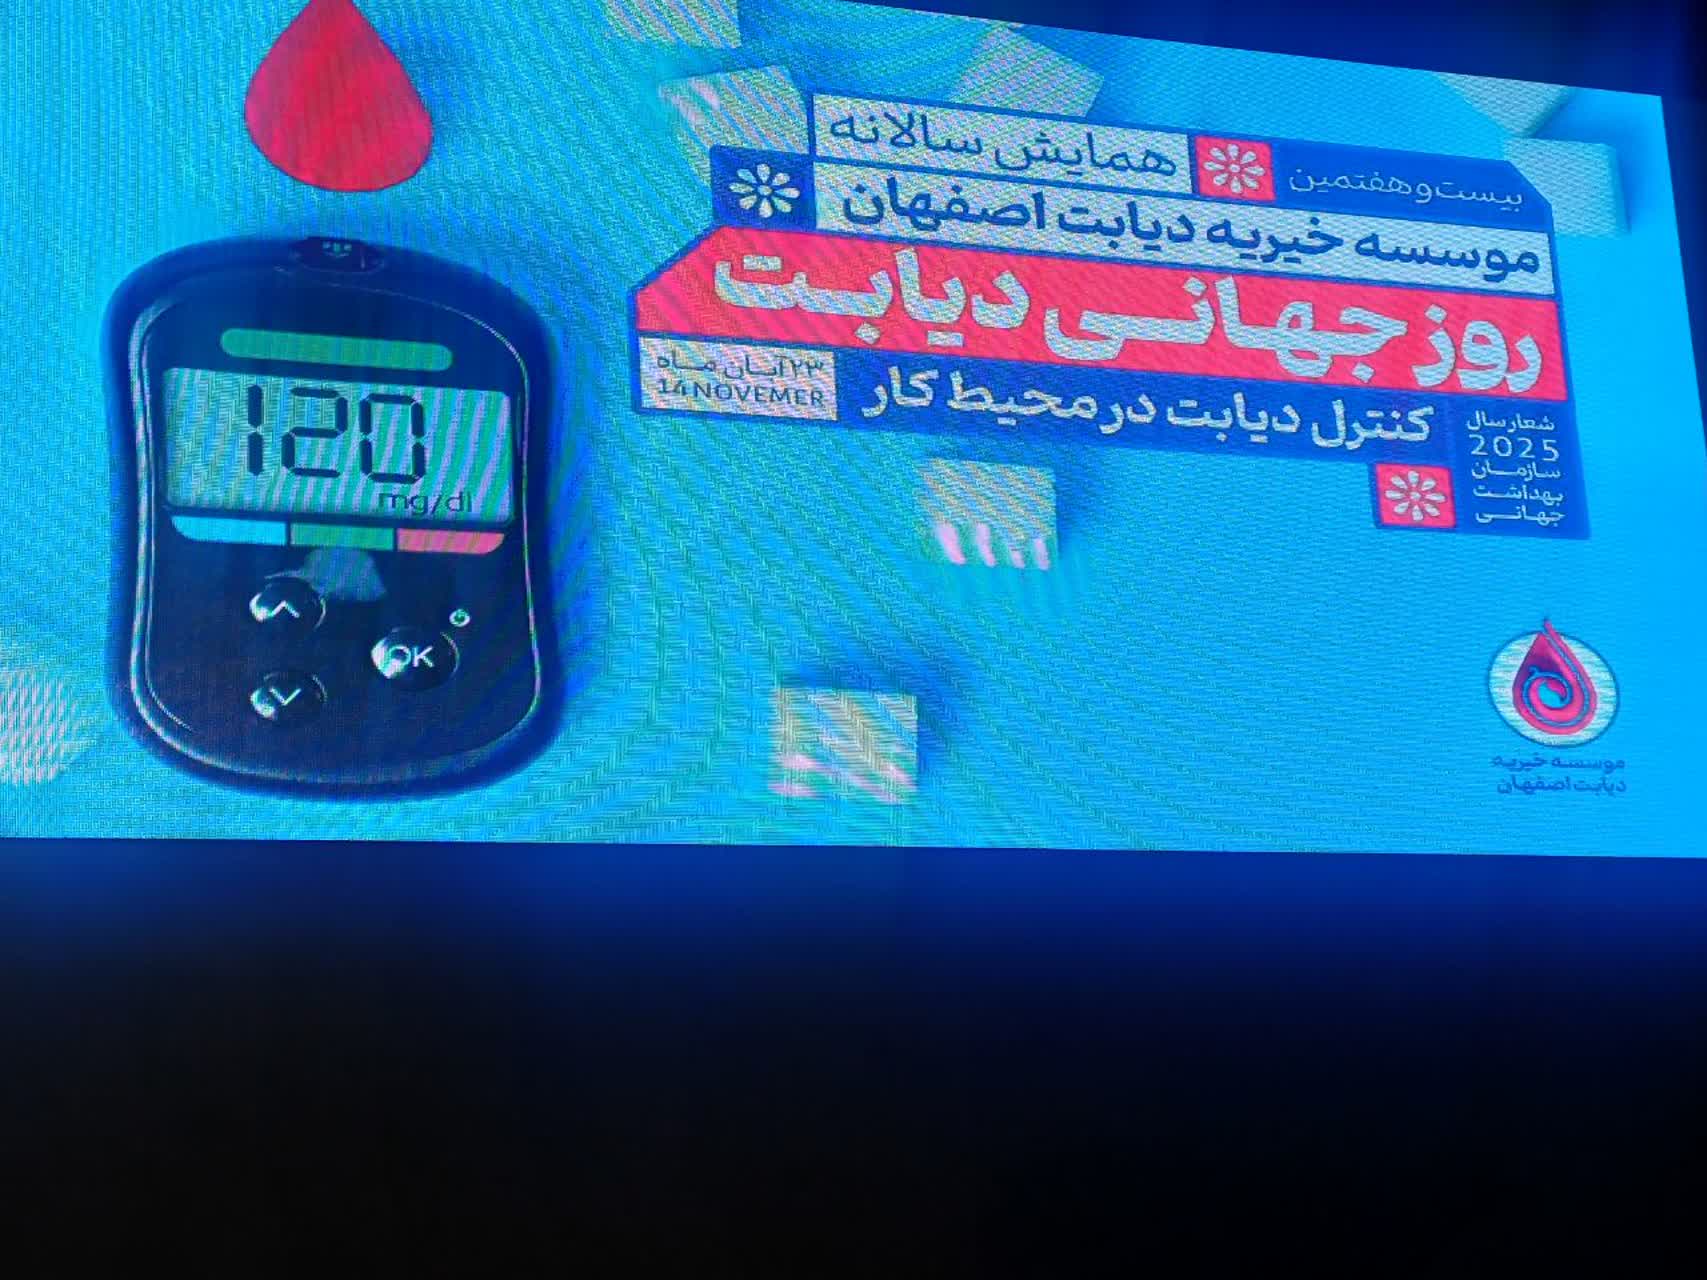 بیست‌و‌هفتمین
همایش سالانه
موسسه خیریه دیابت اصفهان
روز جهانی دیابت
۲۳ آبان ماه
14 NOVEMER
کنترل دیابت در محیط کار
شعار سال
2025
سازمان
بهداشت
جهانی
120
mg/dl
OK
موسسه خیریه
دیابت اصفهان